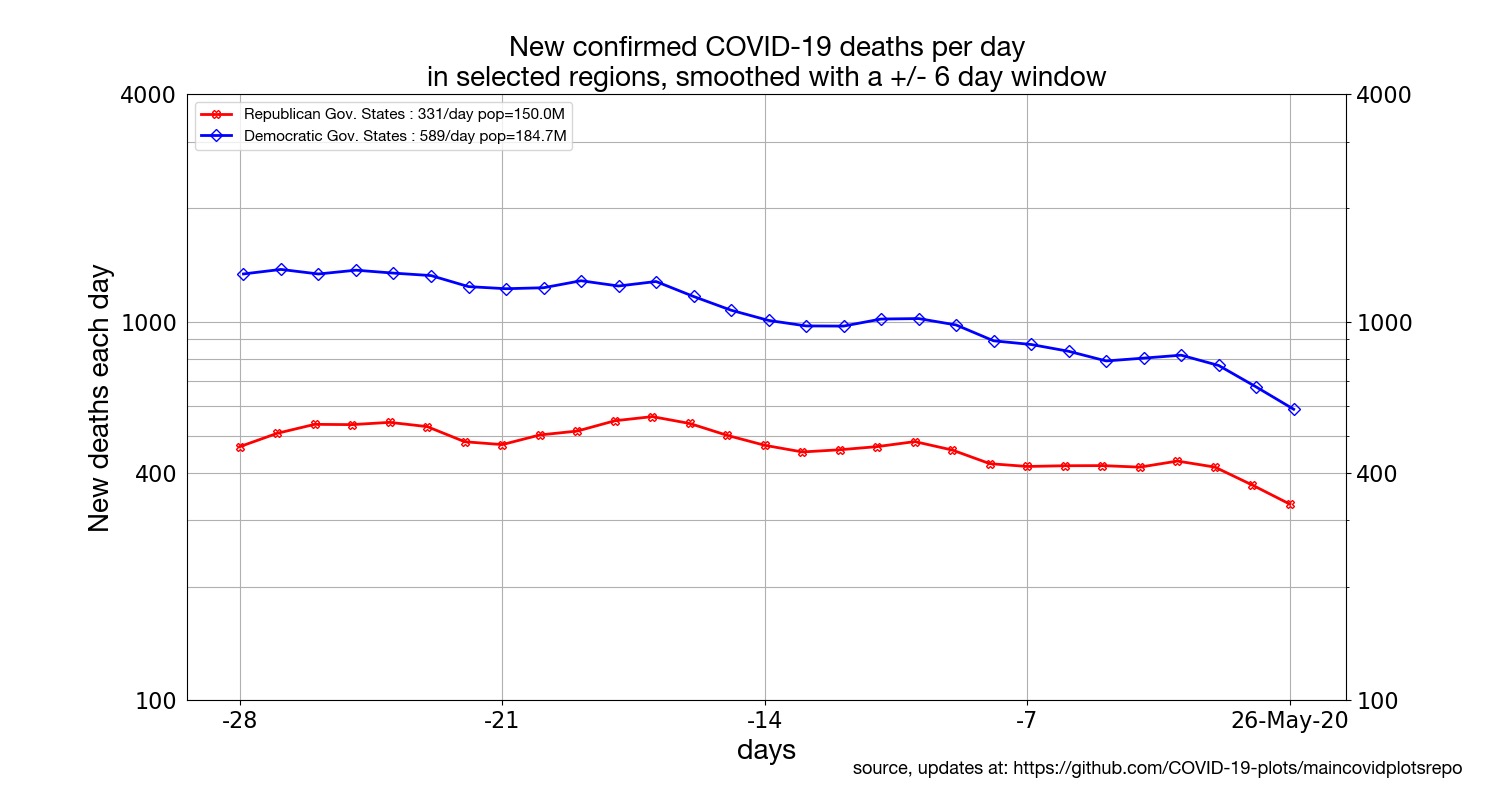 New confirmed COVID-19 deaths per day
in selected regions, smoothed with a +/- 6 day window
4000
4000
Republican Gov. States : 331/day pop=150.0M
Democratic Gov. States : 589/day pop=184.7M
New deaths each day
1000
1000
400
400
100
100
-28
-21
-14
-7
26-May-20
days
source, updates at: https://github.com/COVID-19-plots/maincovidplotsrepo